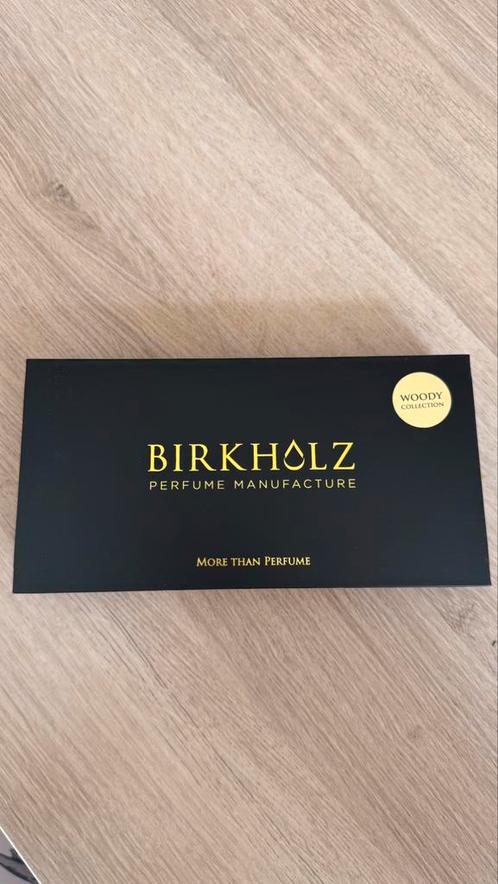 WOODY
COLLECTION
BIRKHOLZ
PERFUME MANUFACTURE
MORE THAN PERFUME